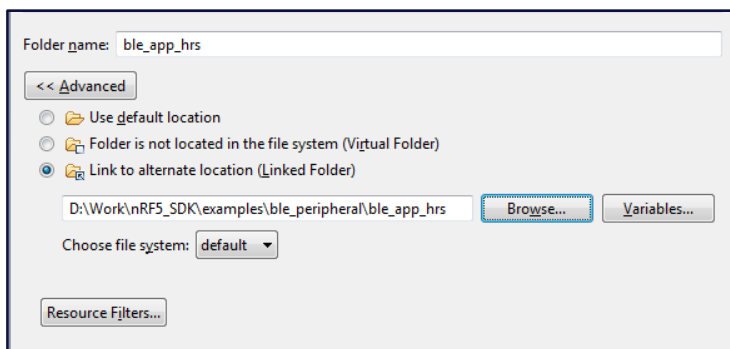 Folder name: ble_app_hrs
<< Advanced
Use default location
Folder is not located in the file system (Virtual Folder)
Link to alternate location (Linked Folder)
D:\Work\nRF5_SDK\examples\ble_peripheral\ble_app_hrs Browse... Variables...
Choose file system: default
Resource Filters...